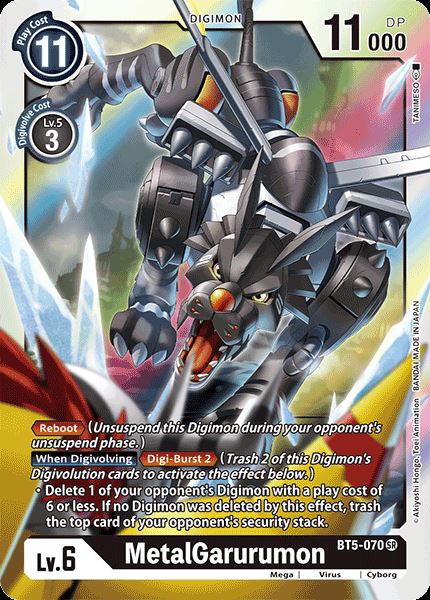 Play Cost
11
DIGIMON
DP
11000
Digivolve Cost
Lv.5
3
TANIMESO
Reboot (Unsuspend this Digimon during your opponent's
unsuspend phase.)
When Digivolving Digi-Burst 2 (Trash 2 of this Digimon's
Digivolution cards to activate the effect below.)
・Delete 1 of your opponent's Digimon with a play cost of
6 or less. If no Digimon was deleted by this effect, trash
the top card of your opponent's security stack.
©Akiyoshi Hongo, Toei Animation BANDAI MADE IN JAPAN
Lv.6
MetalGarurumon
BT5-070 SR
Mega | Virus | Cyborg